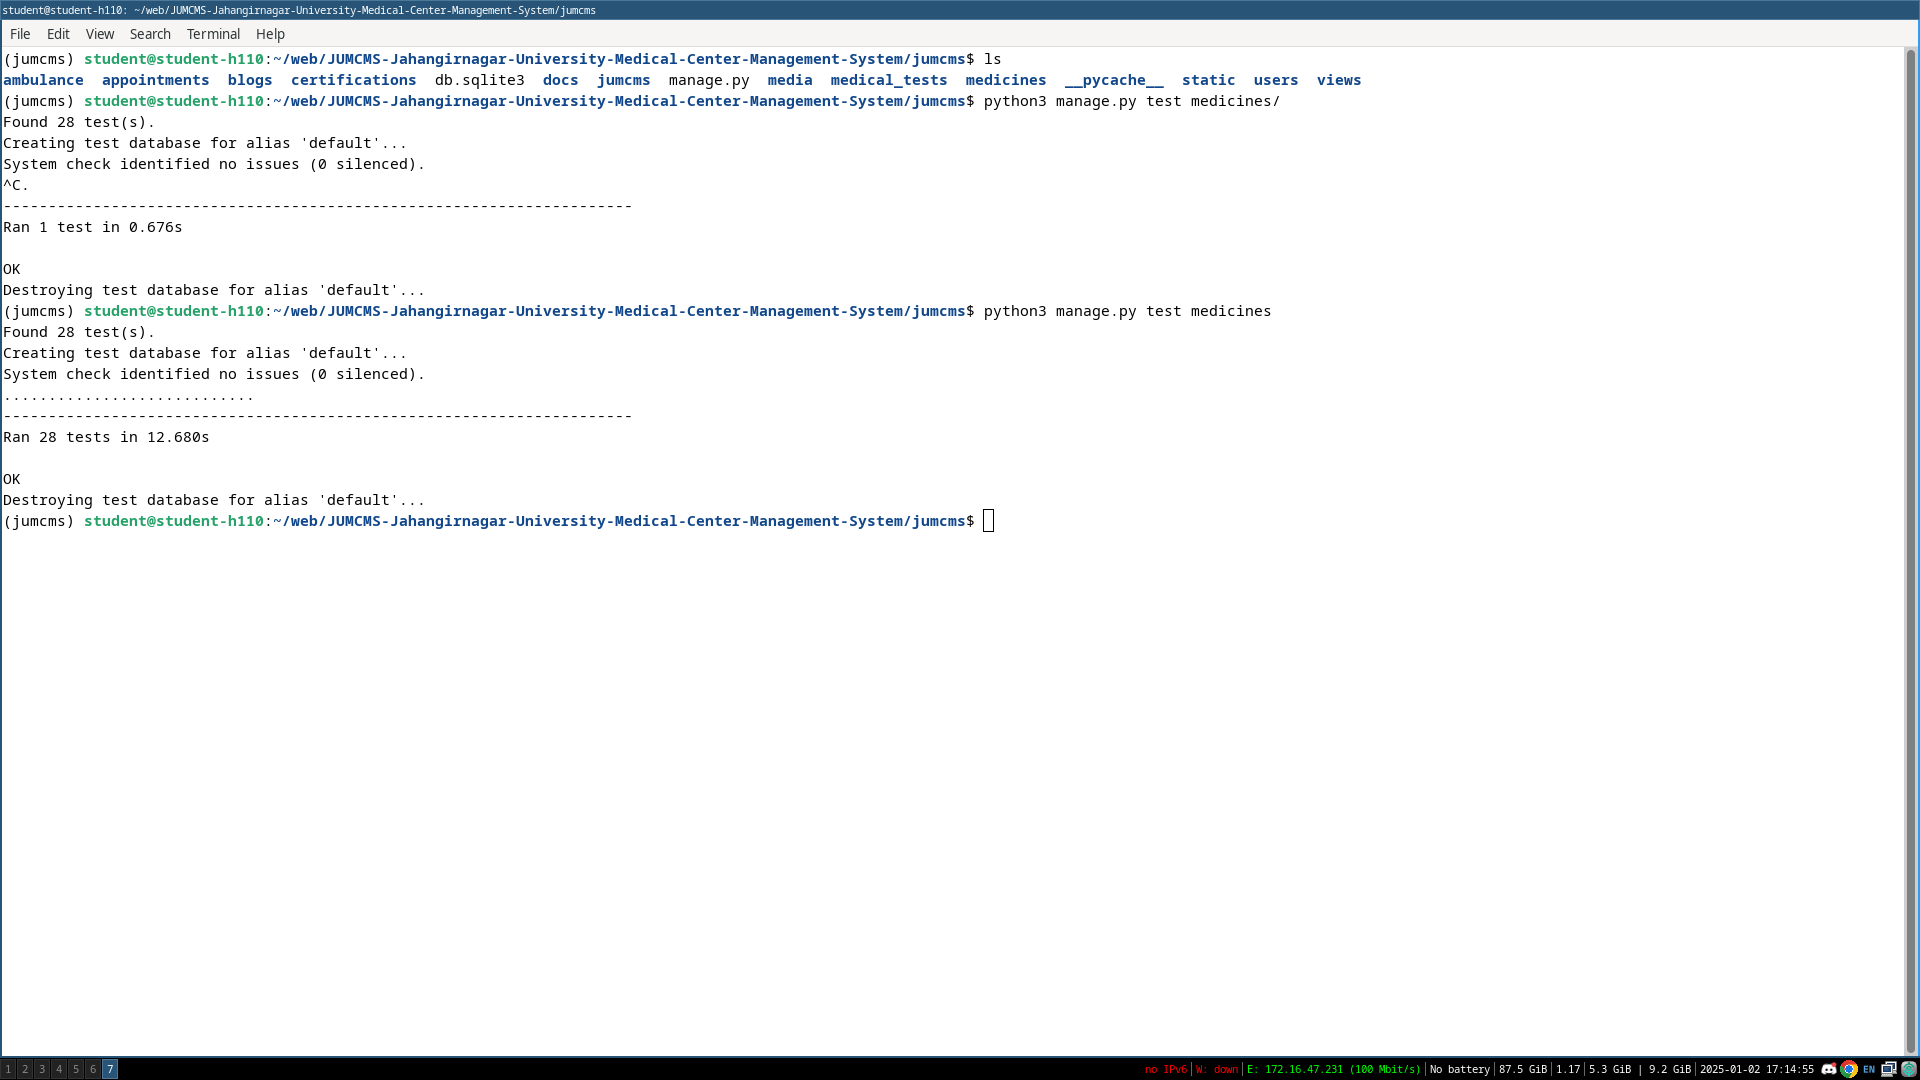 student@student-h110: ~/web/JUMCMS-Jahangirnagar-University-Medical-Center-Management-System/jumcms
File Edit View Search Terminal Help
(jumcms) student@student-h110:~/web/JUMCMS-Jahangirnagar-University-Medical-Center-Management-System/jumcms$ ls
ambulance appointments blogs certifications db.sqlite3 docs jumcms manage.py media medical_tests medicines __pycache__ static users views
(jumcms) student@student-h110:~/web/JUMCMS-Jahangirnagar-University-Medical-Center-Management-System/jumcms$ python3 manage.py test medicines/
Found 28 test(s).
Creating test database for alias 'default'...
System check identified no issues (0 silenced).
^C.
----------------------------------------------------------------------
Ran 1 test in 0.676s

OK
Destroying test database for alias 'default'...
(jumcms) student@student-h110:~/web/JUMCMS-Jahangirnagar-University-Medical-Center-Management-System/jumcms$ python3 manage.py test medicines
Found 28 test(s).
Creating test database for alias 'default'...
System check identified no issues (0 silenced).
............................
----------------------------------------------------------------------
Ran 28 tests in 12.680s

OK
Destroying test database for alias 'default'...
(jumcms) student@student-h110:~/web/JUMCMS-Jahangirnagar-University-Medical-Center-Management-System/jumcms$
1 2 3 4 5 6 7 no IPv6 | W: down | E: 172.16.47.231 (100 Mbit/s) | No battery | 87.5 GiB | 1.17 | 5.3 GiB | 9.2 GiB | 2025-01-02 17:14:55 EN